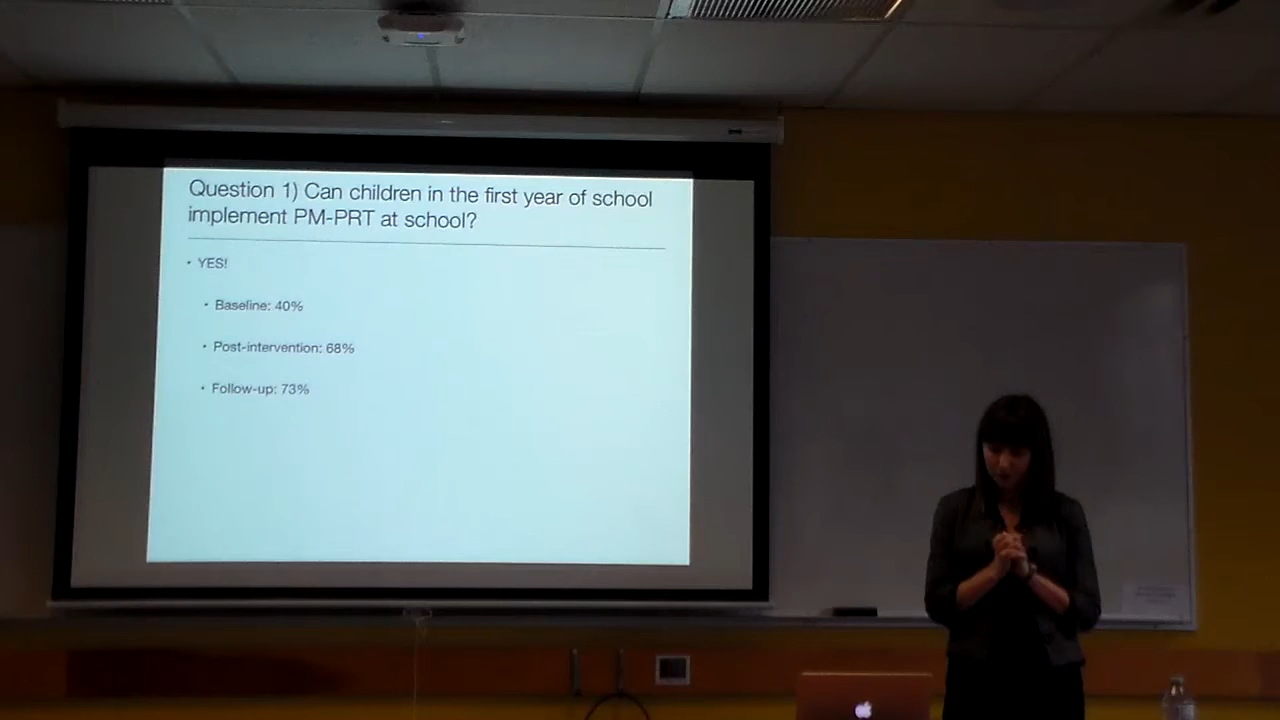 Question 1) Can children in the first year of school
implement PM-PRT at school?
• YES!
• Baseline: 40%
• Post-intervention: 68%
• Follow-up: 73%